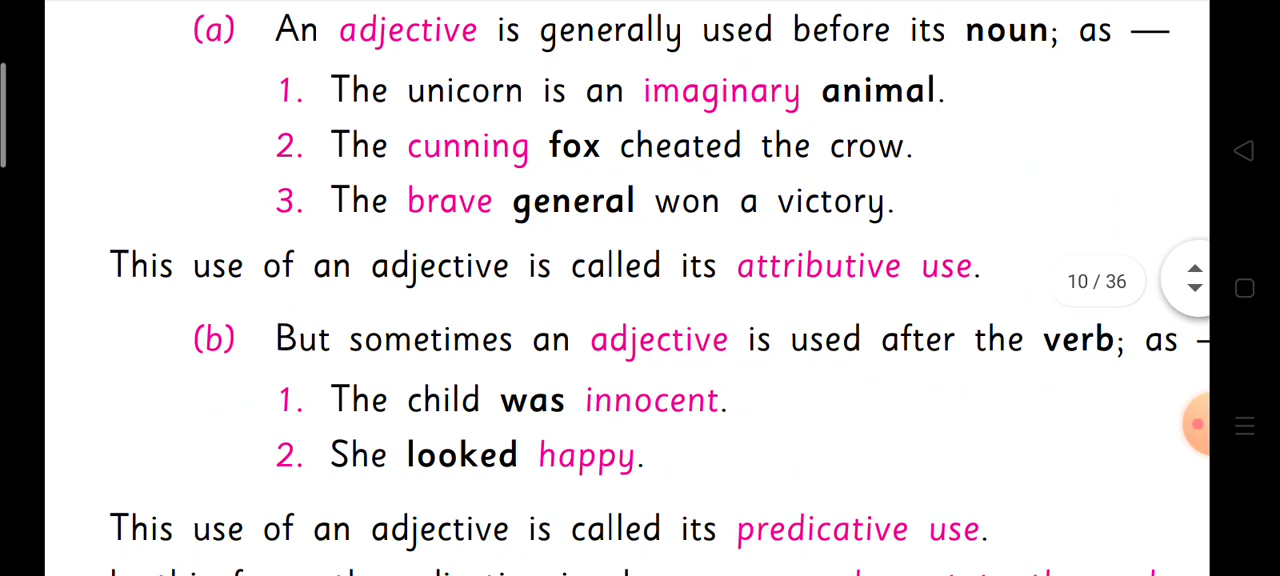 (a) An adjective is generally used before its noun; as —
1. The unicorn is an imaginary animal.
2. The cunning fox cheated the crow.
3. The brave general won a victory.
This use of an adjective is called its attributive use.
10 / 36
(b) But sometimes an adjective is used after the verb; as —
1. The child was innocent.
2. She looked happy.
This use of an adjective is called its predicative use.